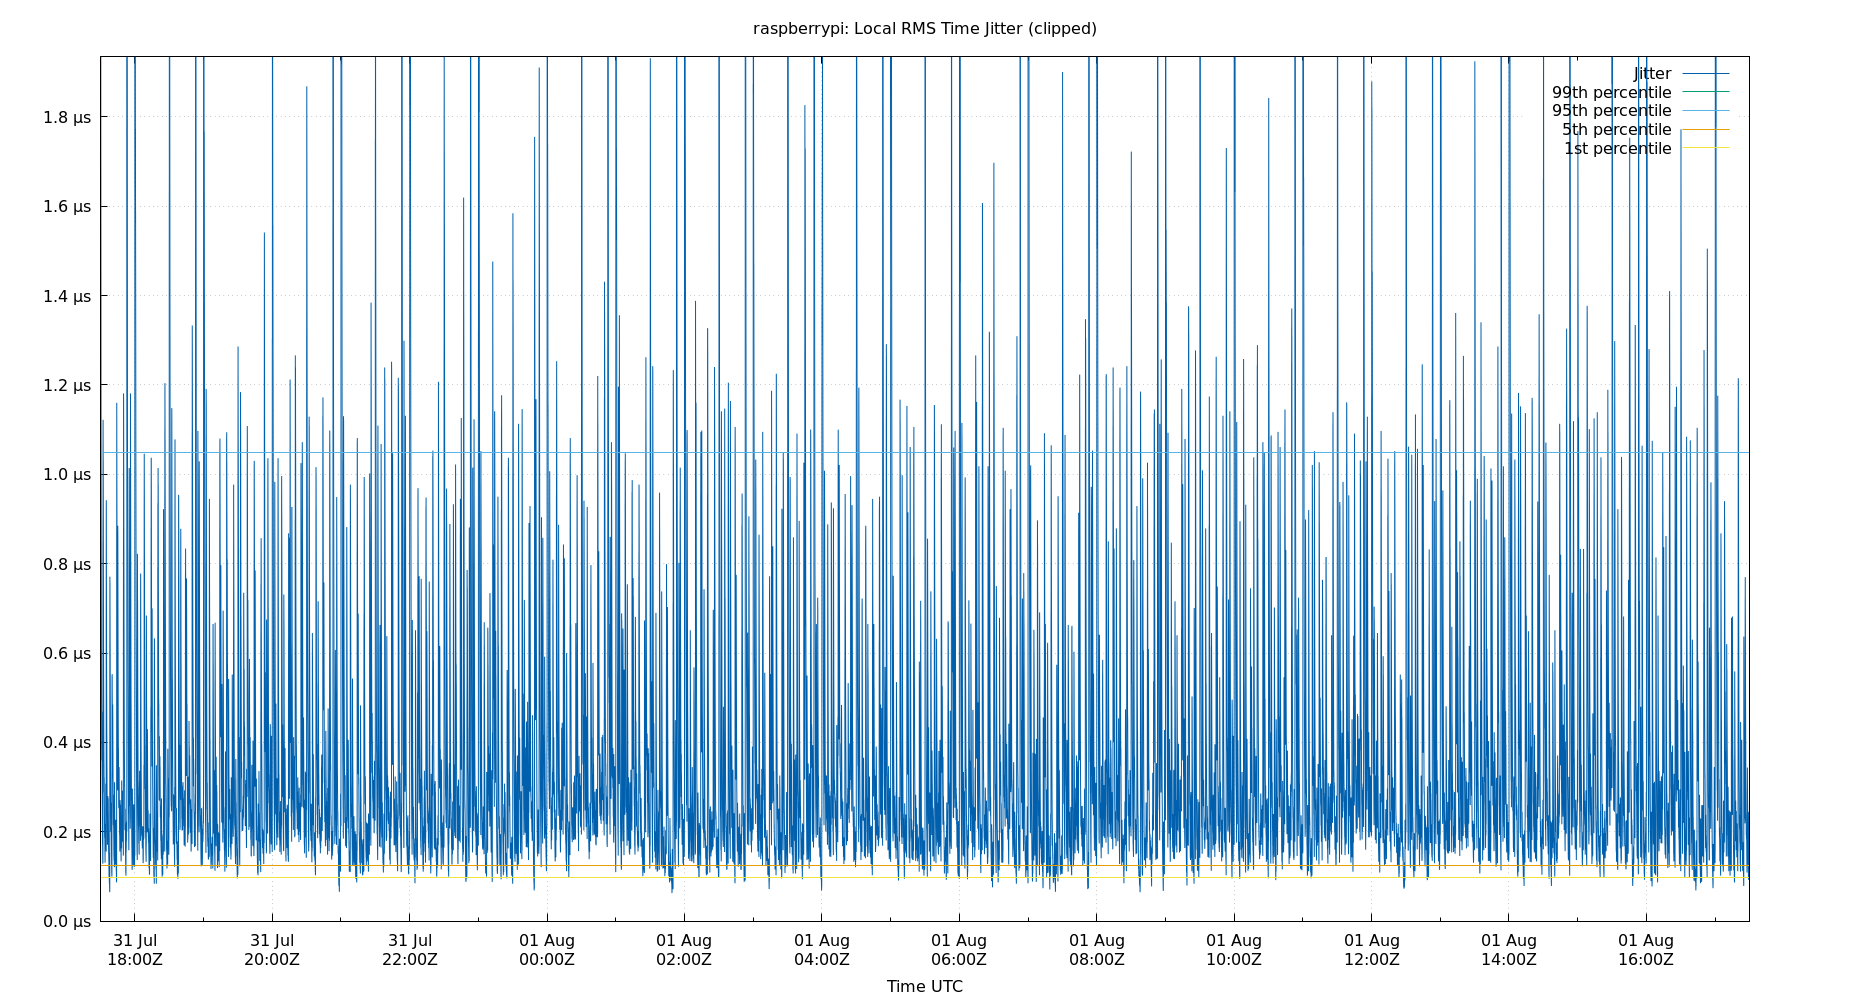 raspberrypi: Local RMS Time Jitter (clipped)
Jitter
99th percentile
95th percentile
5th percentile
1st percentile
1.8 µs
1.6 µs
1.4 µs
1.2 µs
1.0 µs
0.8 µs
0.6 µs
0.4 µs
0.2 µs
0.0 µs
31 Jul 31 Jul 31 Jul 01 Aug 01 Aug 01 Aug 01 Aug 01 Aug 01 Aug 01 Aug 01 Aug 01 Aug
18:00Z 20:00Z 22:00Z 00:00Z 02:00Z 04:00Z 06:00Z 08:00Z 10:00Z 12:00Z 14:00Z 16:00Z
Time UTC